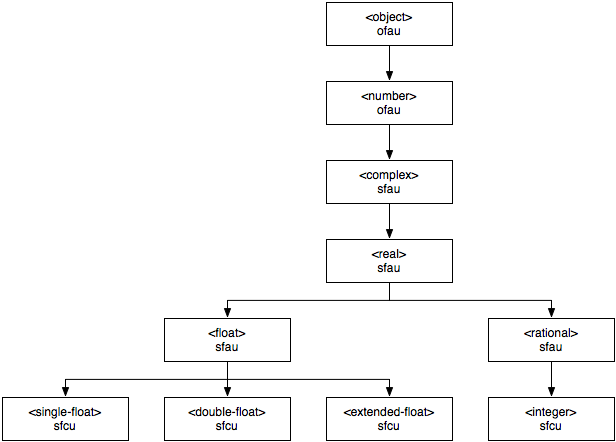 <object>
ofau
<number>
ofau
<complex>
sfau
<real>
sfau
<float>
sfau
<rational>
sfau
<single-float>
sfcu
<double-float>
sfcu
<extended-float>
sfcu
<integer>
sfcu